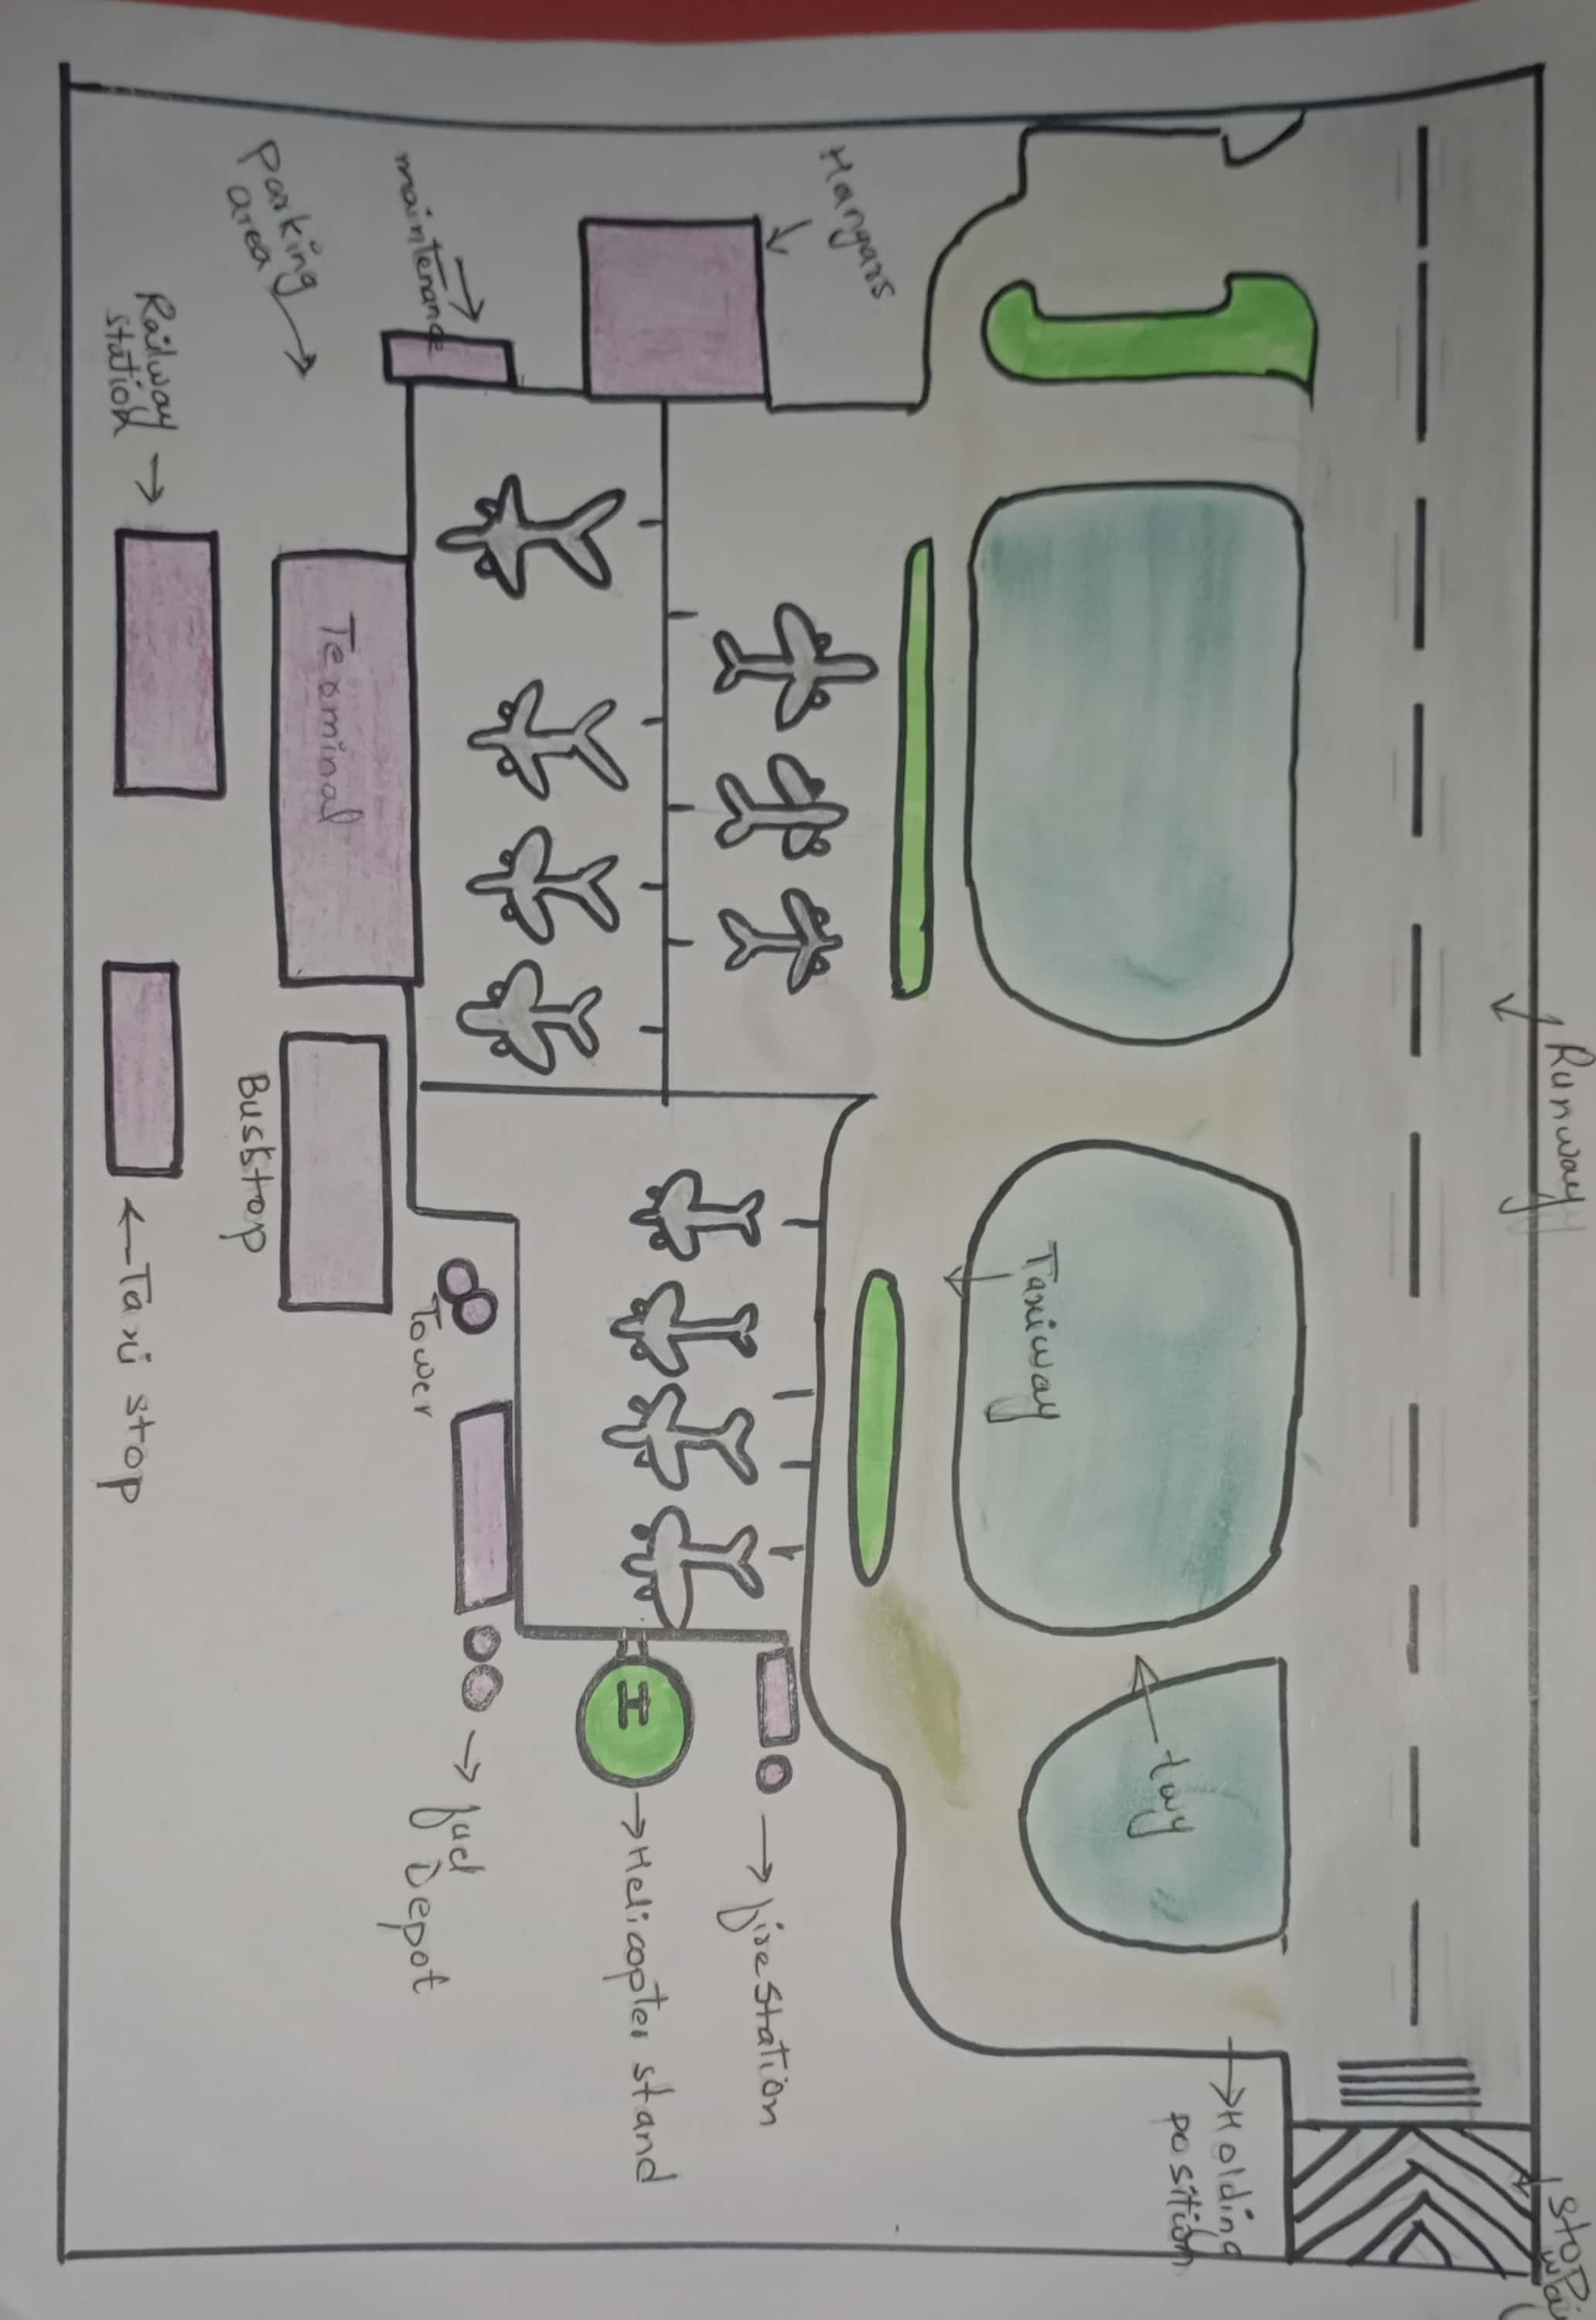 Runway
Stop
way
Taxiway
twy
Holding
position
Hangars
fire Station
H
Helicopter stand
maintenance
Tower
fuel Depot
Terminal
Parking
area
Busstop
Railway
station
Taxi stop